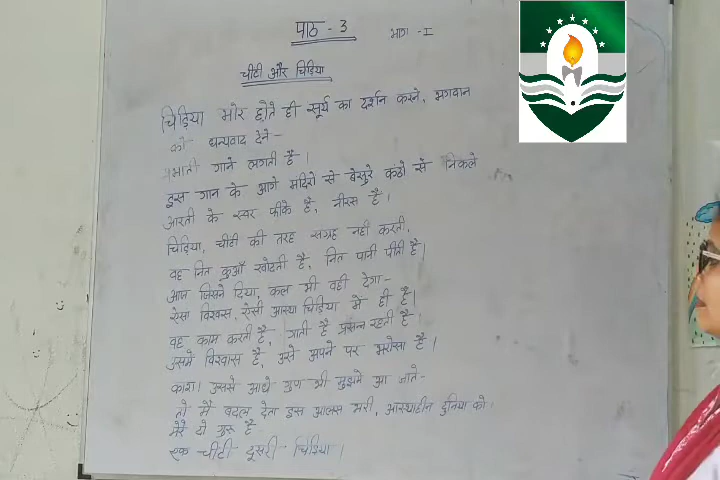 पाठ - 3
भाग - I
चींटी और चिड़िया
चिड़िया भोर होते ही सूर्य का दर्शन करने, भगवान
को धन्यवाद देने-
प्रभाती गाने लगती है।
इस गान के आगे मंदिरो से बेसुरे कंठो से निकले
आरती के स्वर फीके है, नीरस है।
चिड़िया, चीटी की तरह संग्रह नही करती,
वह नित कुआँ खोदती है, नित पानी पीती है।
आज जिसने दिया, कल भी वही देगा-
ऐसा विश्वास, ऐसी आस्था चिड़िया मे ही है।
वह काम करती है, गाती है प्रसन्न रहती है।
उसमे विश्वास है, उसे अपने पर भरोसा है।
काश। उससे आधे गुण भी मुझमे आ जाते-
तो मै बदल देता इस आलस भरी, आस्थाहीन दुनिया को।
मेरे दो गुरू है-
एक चीटी दूसरी चिड़िया।